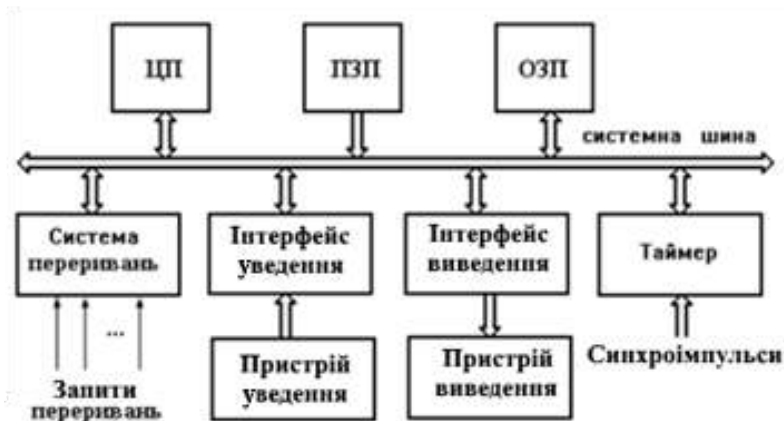 ЦП
ПЗП
ОЗП
системна шина
Система
переривань
Інтерфейс
уведення
Інтерфейс
виведення
Таймер
...
Запити
переривань
Пристрій
уведення
Пристрій
виведення
Синхроімпульси